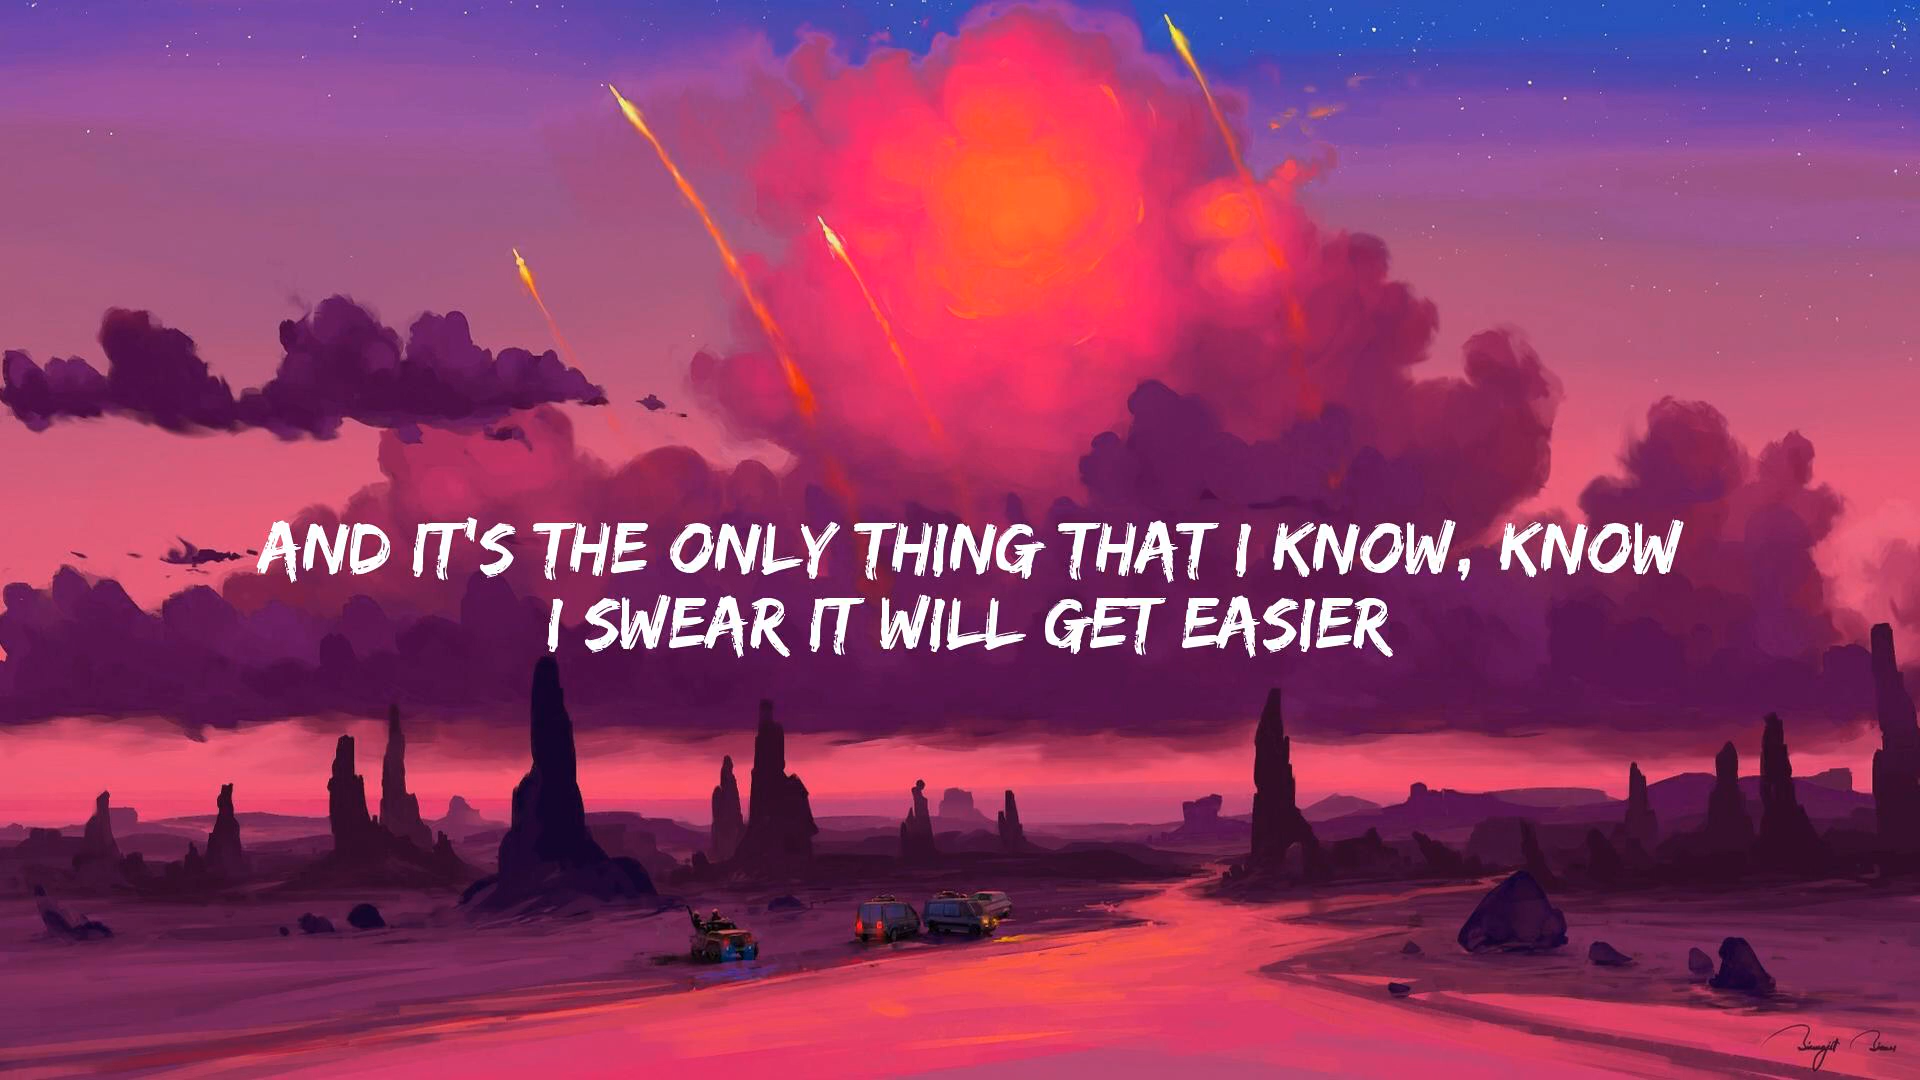 AND IT'S THE ONLY THING THAT I KNOW, KNOW
I SWEAR IT WILL GET EASIER